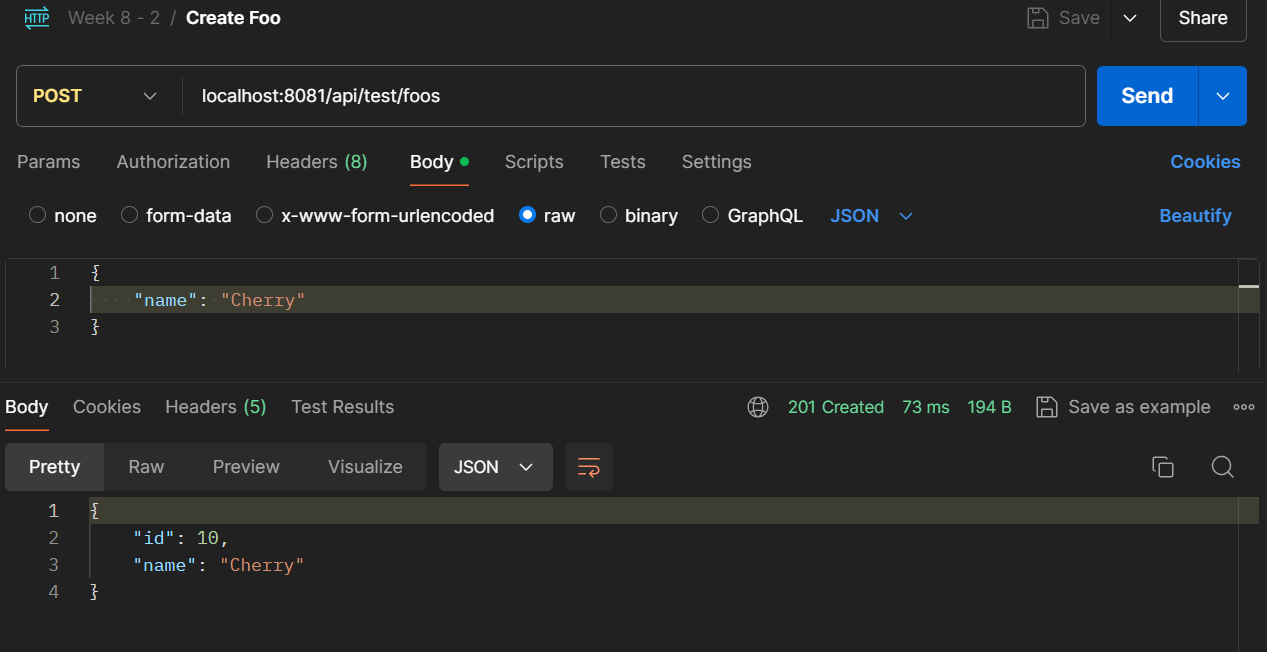 HTTP Week 8 - 2 / Create Foo Save Share
POST localhost:8081/api/test/foos Send
Params Authorization Headers (8) Body Scripts Tests Settings Cookies
none form-data x-www-form-urlencoded raw binary GraphQL JSON Beautify
1 {
2 "name": "Cherry"
3 }
Body Cookies Headers (5) Test Results 201 Created 73 ms 194 B Save as example
Pretty Raw Preview Visualize JSON
1 {
2 "id": 10,
3 "name": "Cherry"
4 }